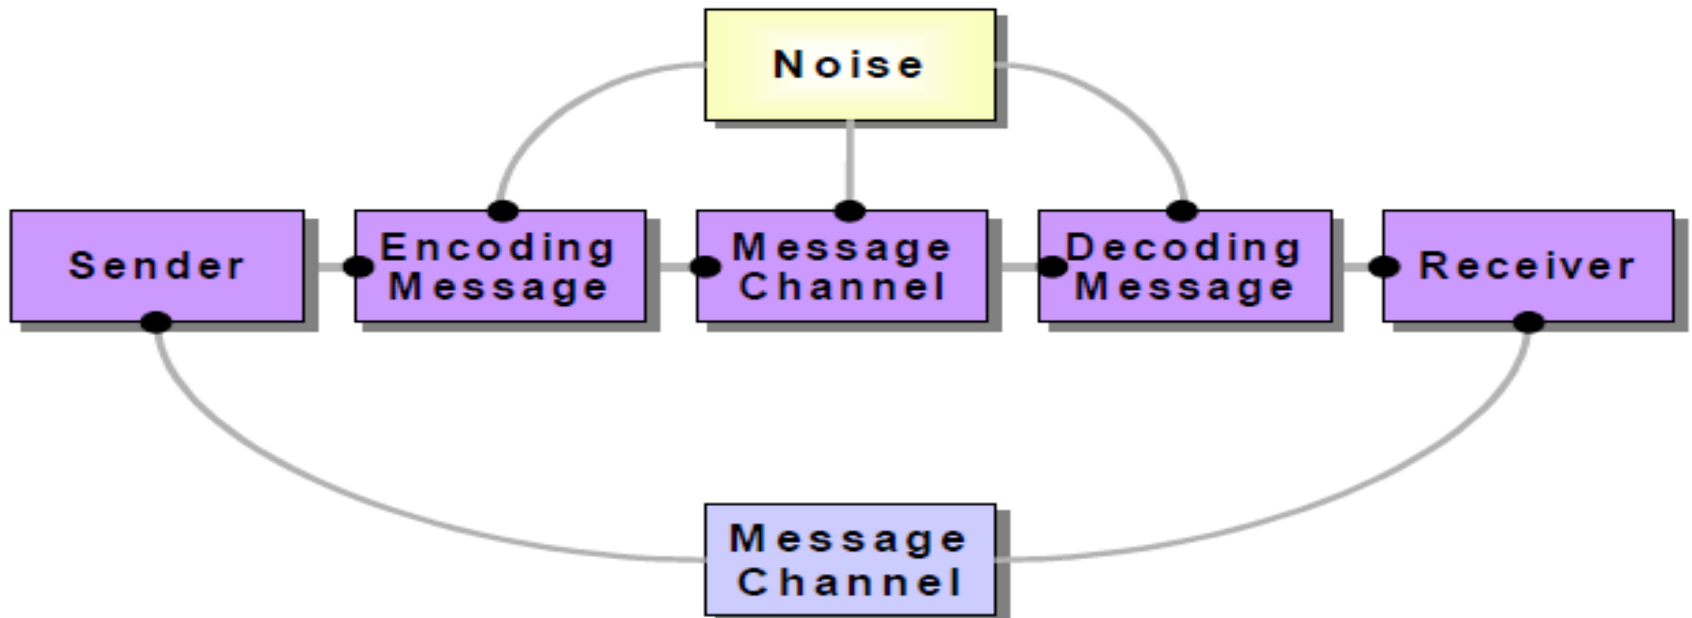 Noise
Sender
Encoding
Message
Message
Channel
Decoding
Message
Receiver
Message
Channel